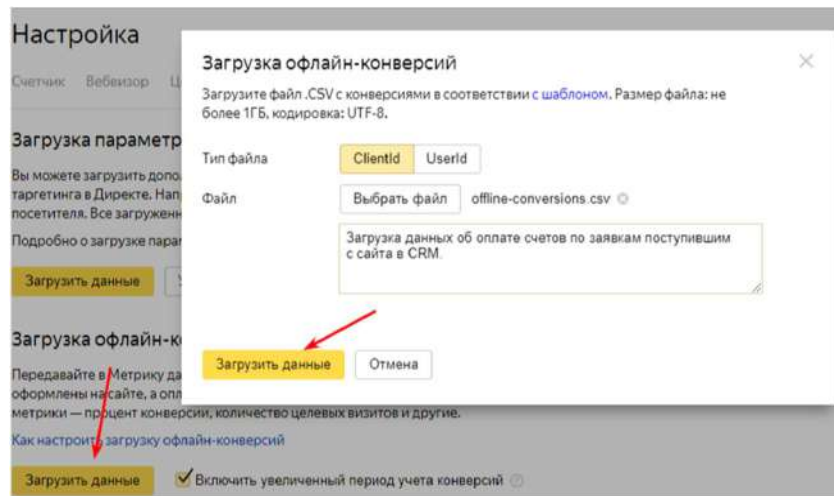 Настройка
Счетчик Вебвизор
Загрузка параметр
Вы можете загрузить допо
таргетинга в Директе. Нап
посетителя. Все загруженн
Подробно о загрузке парам
Загрузить данные
Загрузка офлайн-к
Передавайте в Метрику да
оформлены на сайте, а опл
метрики — процент конверсии, количество целевых визитов и другие.
Как настроить загрузку офлайн-конверсий
Загрузить данные Включить увеличенный период учета конверсий
Загрузка офлайн-конверсий
Загрузите файл .CSV с конверсиями в соответствии с шаблоном. Размер файла: не
более 1ГБ, кодировка: UTF-8.
Тип файла ClientId UserId
Файл Выбрать файл offline-conversions.csv
Загрузка данных об оплате счетов по заявкам поступившим
с сайта в CRM.
Загрузить данные Отмена